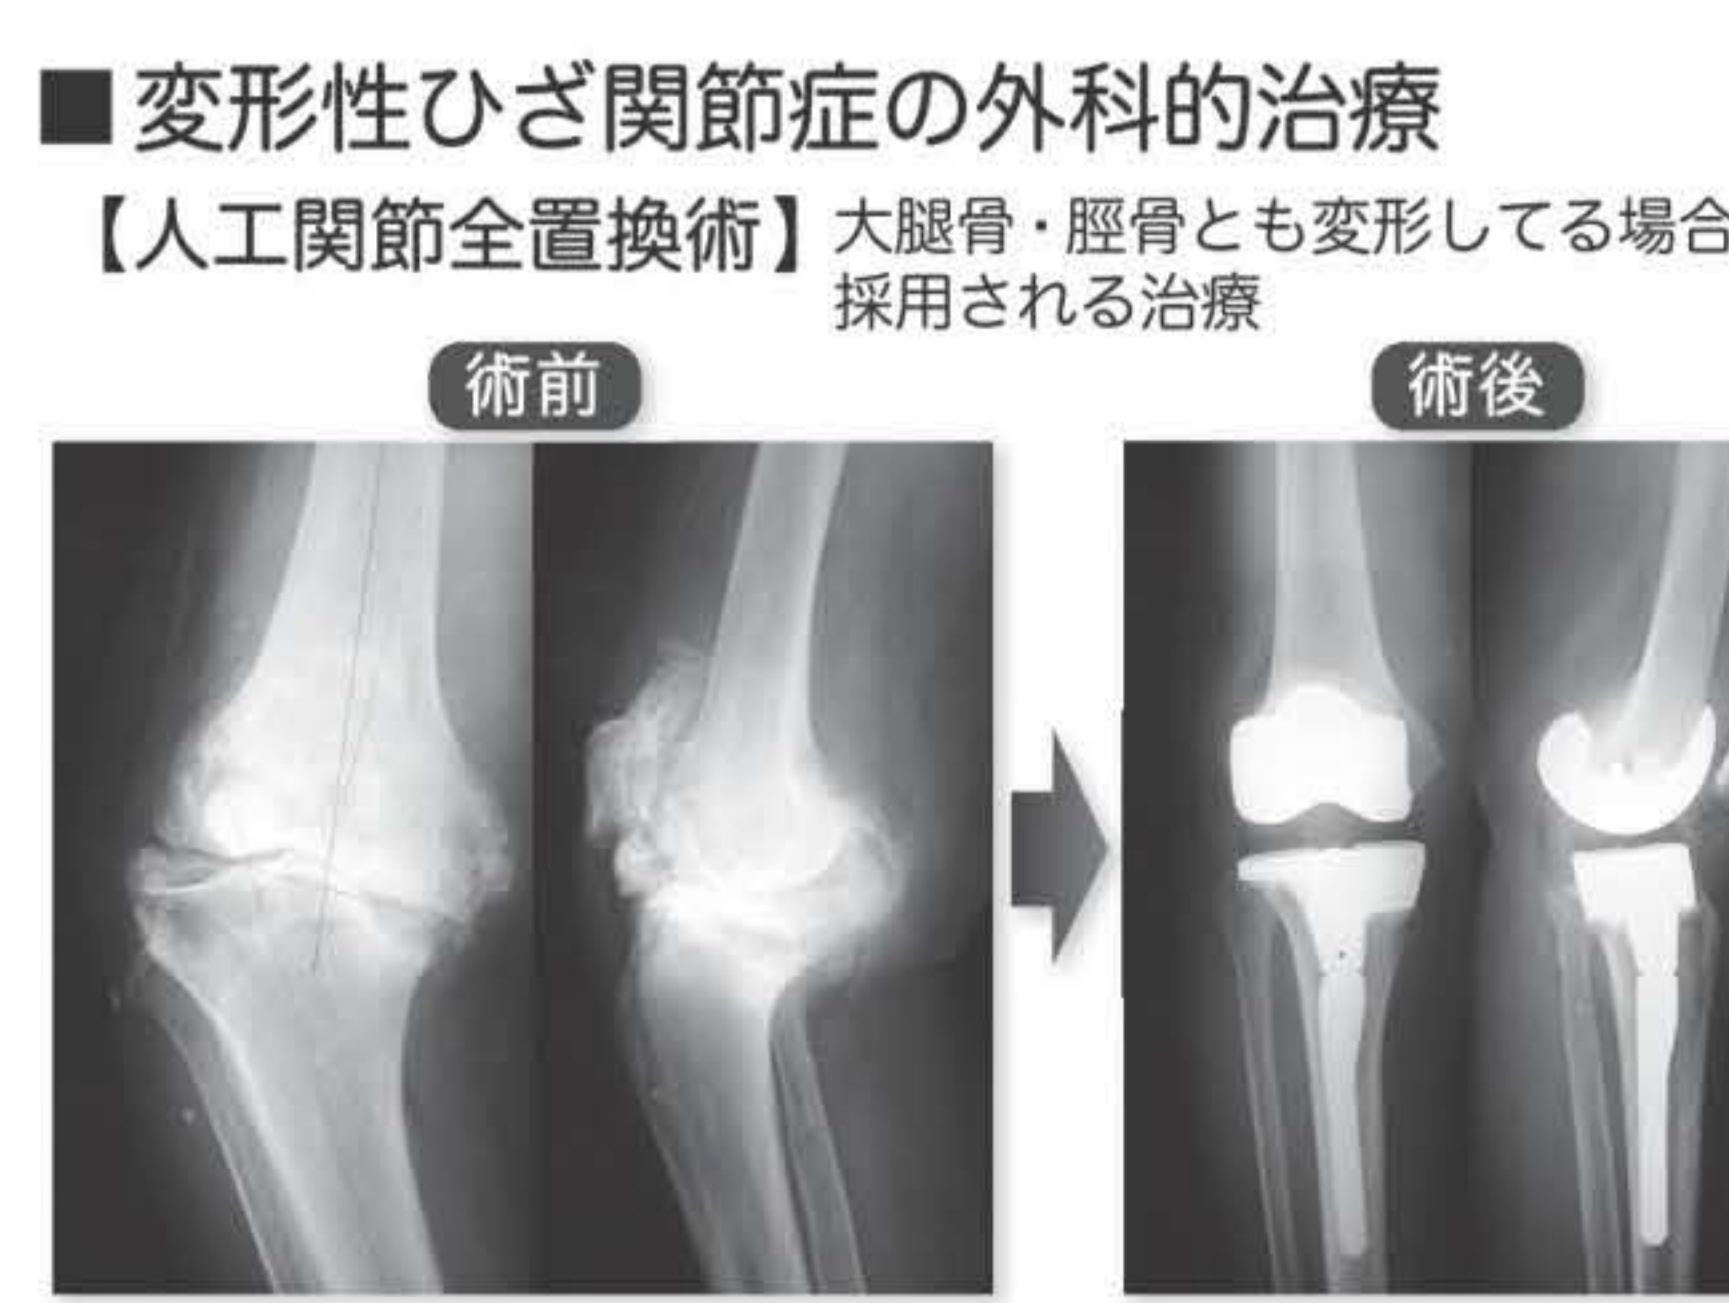 ■変形性ひざ関節症の外科的治療
【人工関節全置換術】大腿骨・脛骨とも変形してる場合
採用される治療
術前
術後